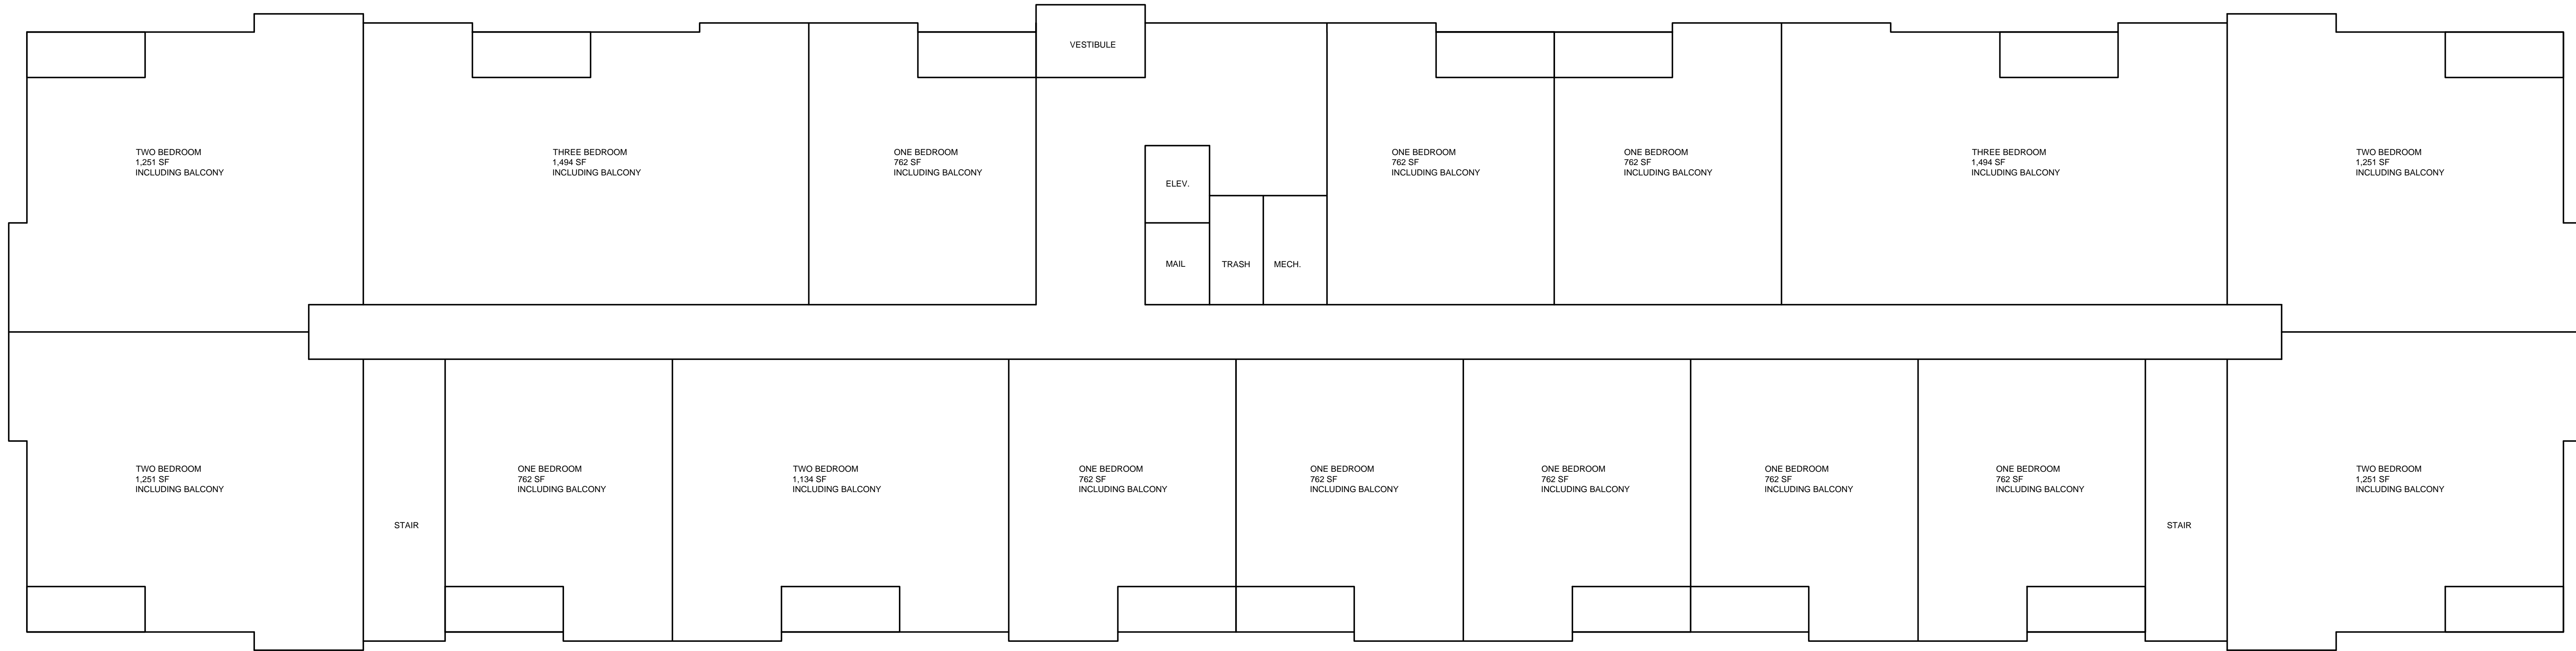 VESTIBULE
TWO BEDROOM
1,251 SF
INCLUDING BALCONY
THREE BEDROOM
1,494 SF
INCLUDING BALCONY
ONE BEDROOM
762 SF
INCLUDING BALCONY
ELEV.
MAIL
TRASH
MECH.
ONE BEDROOM
762 SF
INCLUDING BALCONY
ONE BEDROOM
762 SF
INCLUDING BALCONY
THREE BEDROOM
1,494 SF
INCLUDING BALCONY
TWO BEDROOM
1,251 SF
INCLUDING BALCONY
TWO BEDROOM
1,251 SF
INCLUDING BALCONY
STAIR
ONE BEDROOM
762 SF
INCLUDING BALCONY
TWO BEDROOM
1,134 SF
INCLUDING BALCONY
ONE BEDROOM
762 SF
INCLUDING BALCONY
ONE BEDROOM
762 SF
INCLUDING BALCONY
ONE BEDROOM
762 SF
INCLUDING BALCONY
ONE BEDROOM
762 SF
INCLUDING BALCONY
ONE BEDROOM
762 SF
INCLUDING BALCONY
STAIR
TWO BEDROOM
1,251 SF
INCLUDING BALCONY